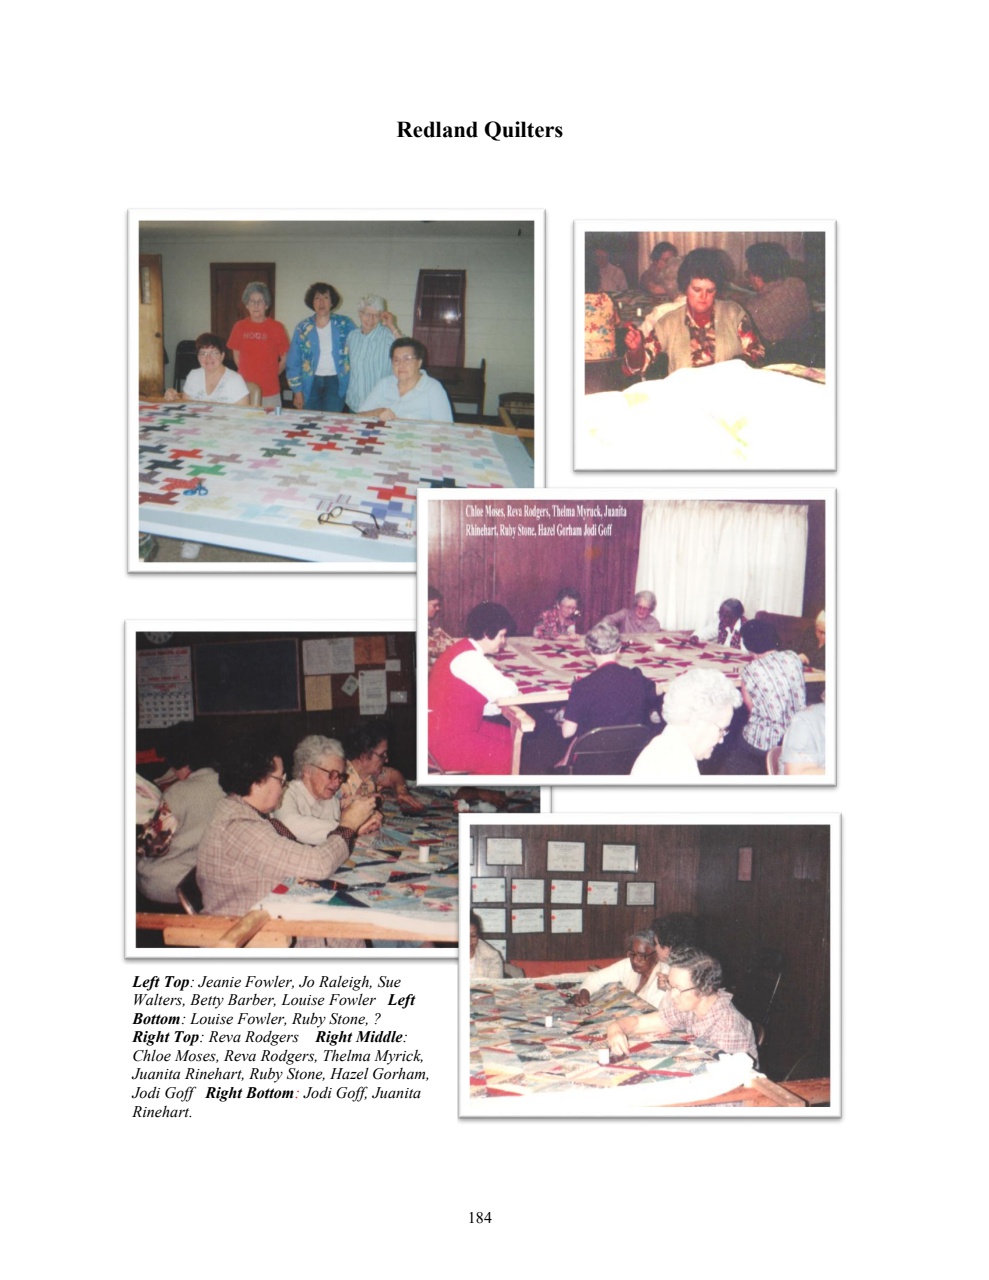 Redland Quilters
Chloe Moses, Reva Rodgers, Thelma Myruck, Juanita
Rhinehart, Ruby Stone, Hazel Gorham Jodi Goff
Left Top: Jeanie Fowler, Jo Raleigh, Sue
Walters, Betty Barber, Louise Fowler Left
Bottom: Louise Fowler, Ruby Stone, ?
Right Top: Reva Rodgers Right Middle:
Chloe Moses, Reva Rodgers, Thelma Myrick,
Juanita Rinehart, Ruby Stone, Hazel Gorham,
Jodi Goff Right Bottom: Jodi Goff, Juanita
Rinehart.
184